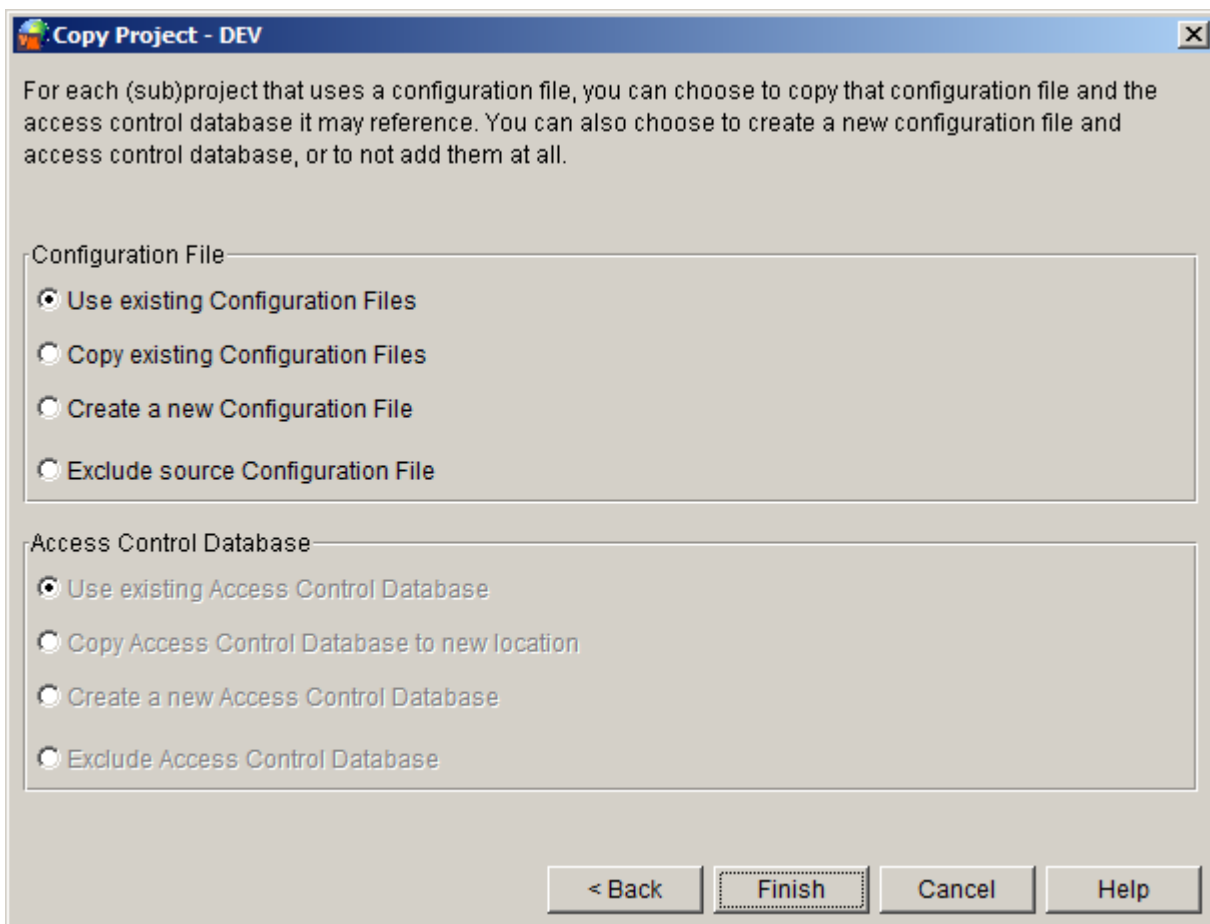 Copy Project - DEV
For each (sub)project that uses a configuration file, you can choose to copy that configuration file and the
access control database it may reference. You can also choose to create a new configuration file and
access control database, or to not add them at all.
Configuration File
Use existing Configuration Files
Copy existing Configuration Files
Create a new Configuration File
Exclude source Configuration File
Access Control Database
Use existing Access Control Database
Copy Access Control Database to new location
Create a new Access Control Database
Exclude Access Control Database
< Back Finish Cancel Help